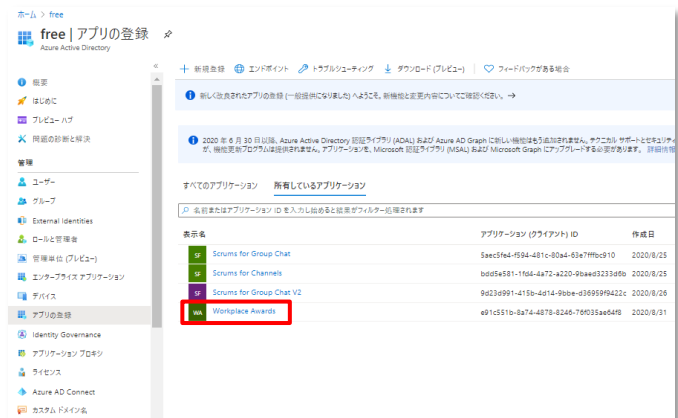 ホーム > free
free | アプリの登録
Azure Active Directory
«
+ 新規登録 エンドポイント トラブルシューティング ダウンロード (プレビュー) フィードバックがある場合
概要
はじめに
プレビュー ハブ
問題の診断と解決
管理
ユーザー
グループ
External Identities
ロールと管理者
管理単位 (プレビュー)
エンタープライズ アプリケーション
デバイス
アプリの登録
Identity Governance
アプリケーション プロキシ
ライセンス
Azure AD Connect
カスタム ドメイン名
新しく改良されたアプリの登録 (一般提供になりました) へようこそ。新機能と変更内容についてご確認ください。 →
2020 年 6 月 30 日以降、Azure Active Directory 認証ライブラリ (ADAL) および Azure AD Graph に新しい機能はもう追加されません。テクニカル サポートとセキュリティ
が、機能更新プログラムは提供されません。アプリケーションを、Microsoft 認証ライブラリ (MSAL) および Microsoft Graph にアップグレードする必要があります。 詳細情報
すべてのアプリケーション 所有しているアプリケーション
名前またはアプリケーション ID を入力し始めると結果がフィルター処理されます
表示名 アプリケーション (クライアント) ID 作成日
SF Scrums for Group Chat 5aec5fe4-f594-481c-80a4-63e7fffbc910 2020/8/25
SF Scrums for Channels bdd5e581-1fd4-4a72-a220-9baed3233d6b 2020/8/25
SF Scrums for Group Chat V2 9d23d991-415b-4d14-9bbe-d36959f9422c 2020/8/26
WA Workplace Awards e91c551b-8a74-4878-8246-76f035ae64f8 2020/8/31